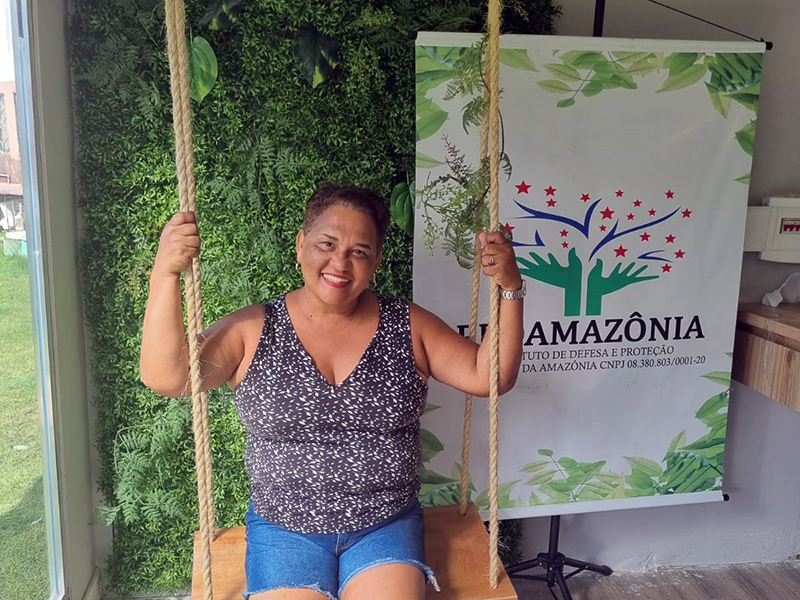 AMAZÔNIA
TUTO DE DEFESA E PROTEÇÃO
DA AMAZÔNIA CNPJ 08.380.803/0001-20